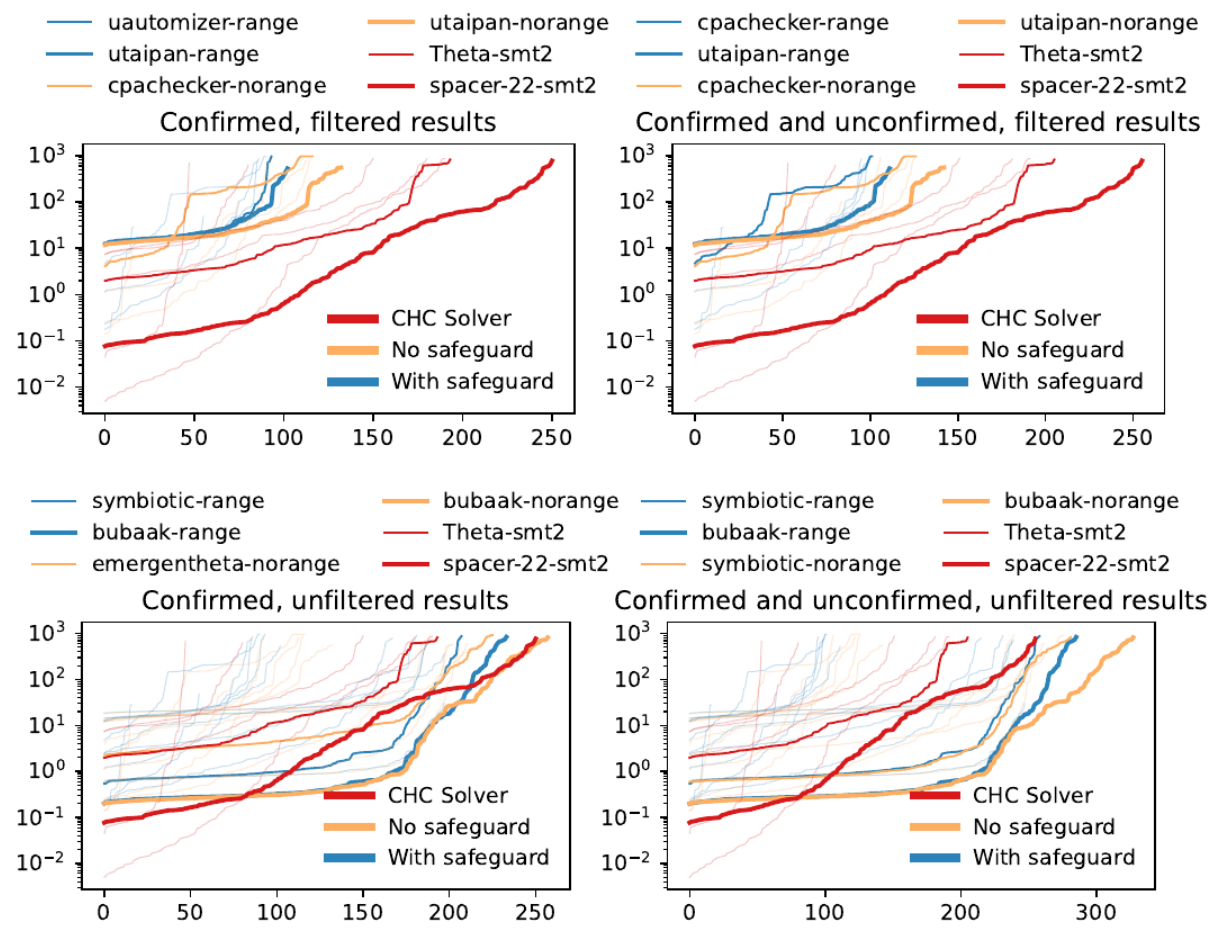 uautomizer-range utaipan-norange cpachecker-range utaipan-norange
utaipan-range Theta-smt2 utaipan-range Theta-smt2
cpachecker-norange spacer-22-smt2 cpachecker-norange spacer-22-smt2
Confirmed, filtered results
10³
10²
10¹
10⁰
10⁻¹
10⁻²
CHC Solver
No safeguard
With safeguard
0 50 100 150 200 250
Confirmed and unconfirmed, filtered results
10³
10²
10¹
10⁰
10⁻¹
10⁻²
CHC Solver
No safeguard
With safeguard
0 50 100 150 200 250
symbiotic-range bubaak-norange symbiotic-range bubaak-norange
bubaak-range Theta-smt2 bubaak-range Theta-smt2
emergentheta-norange spacer-22-smt2 symbiotic-norange spacer-22-smt2
Confirmed, unfiltered results
10³
10²
10¹
10⁰
10⁻¹
10⁻²
CHC Solver
No safeguard
With safeguard
0 50 100 150 200 250
Confirmed and unconfirmed, unfiltered results
10³
10²
10¹
10⁰
10⁻¹
10⁻²
CHC Solver
No safeguard
With safeguard
0 100 200 300